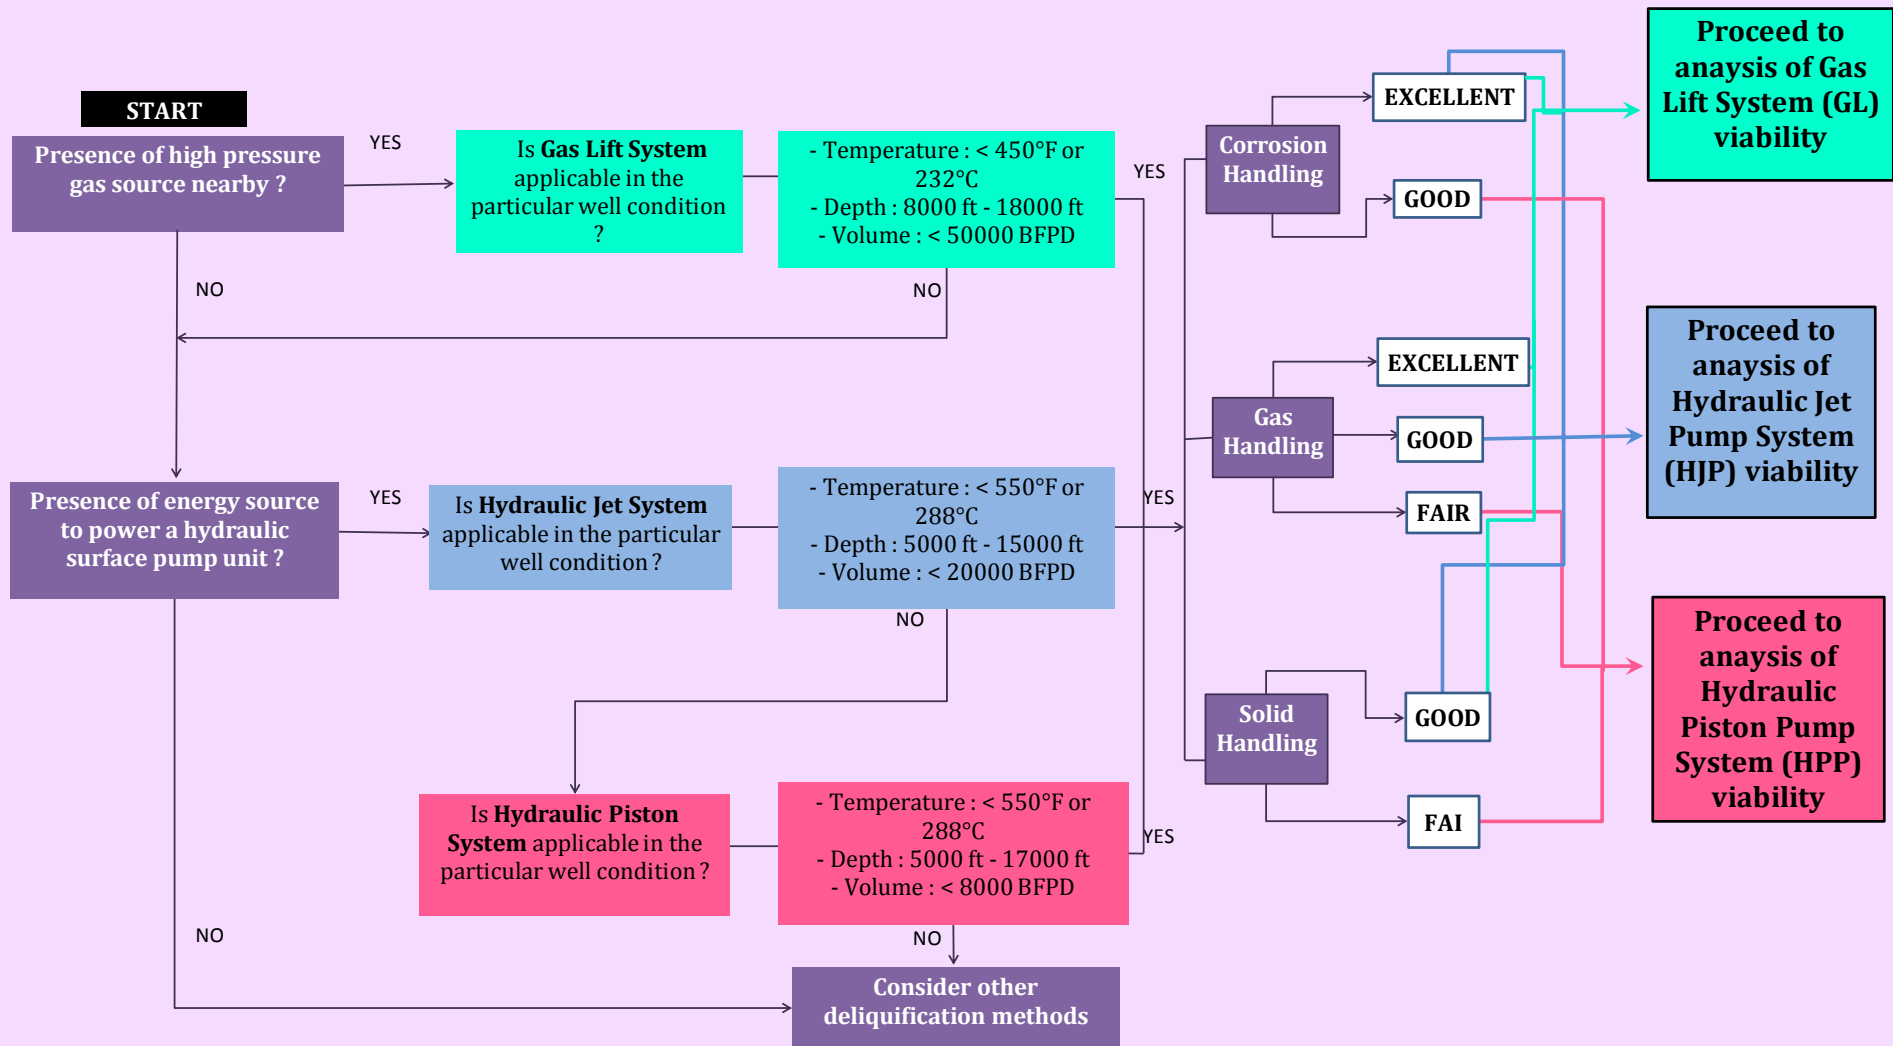 START
Presence of high pressure
gas source nearby ?
YES
NO
Is Gas Lift System
applicable in the
particular well condition
?
- Temperature : < 450°F or
232°C
- Depth : 8000 ft - 18000 ft
- Volume : < 50000 BFPD
YES
NO
Presence of energy source
to power a hydraulic
surface pump unit ?
YES
NO
Is Hydraulic Jet System
applicable in the particular
well condition ?
- Temperature : < 550°F or
288°C
- Depth : 5000 ft - 15000 ft
- Volume : < 20000 BFPD
YES
NO
Is Hydraulic Piston
System applicable in the
particular well condition ?
- Temperature : < 550°F or
288°C
- Depth : 5000 ft - 17000 ft
- Volume : < 8000 BFPD
YES
NO
Consider other
deliquification methods
Corrosion
Handling
EXCELLENT
GOOD
Gas
Handling
EXCELLENT
GOOD
FAIR
Solid
Handling
GOOD
FAI
Proceed to
anaysis of Gas
Lift System (GL)
viability
Proceed to
anaysis of
Hydraulic Jet
Pump System
(HJP) viability
Proceed to
anaysis of
Hydraulic
Piston Pump
System (HPP)
viability